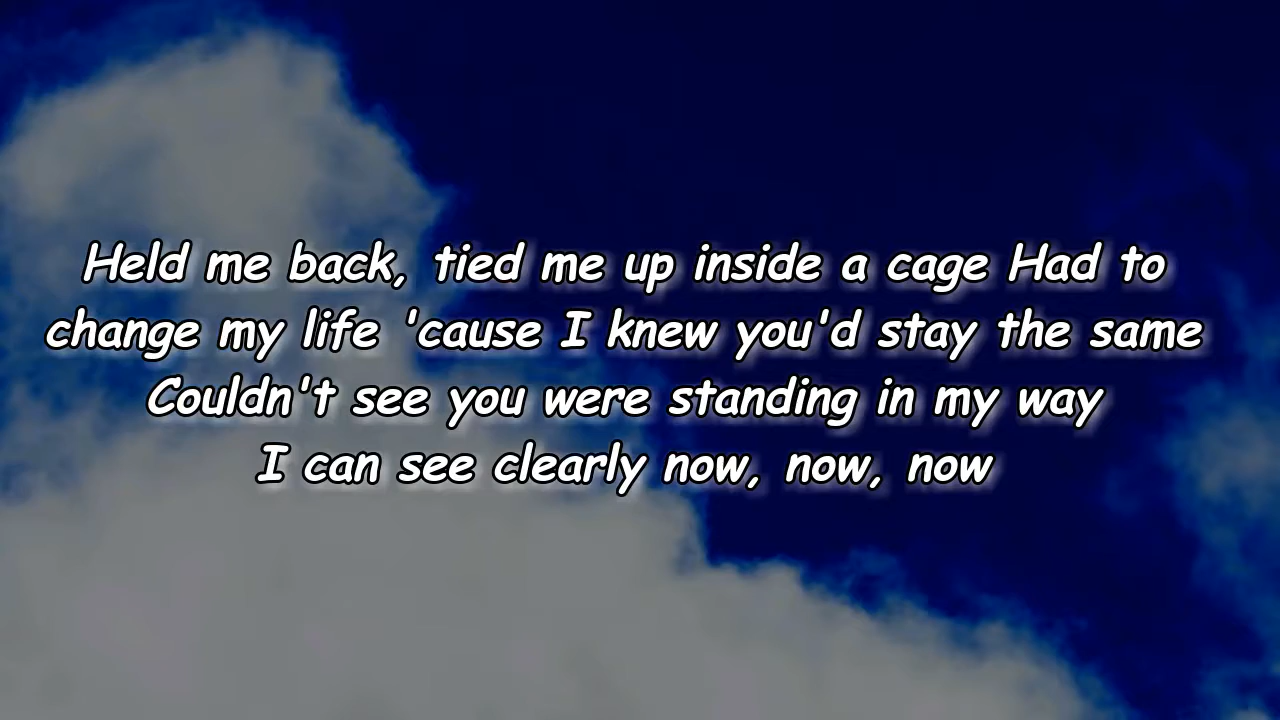 Held me back, tied me up inside a cage Had to
change my life 'cause I knew you'd stay the same
Couldn't see you were standing in my way
I can see clearly now, now, now